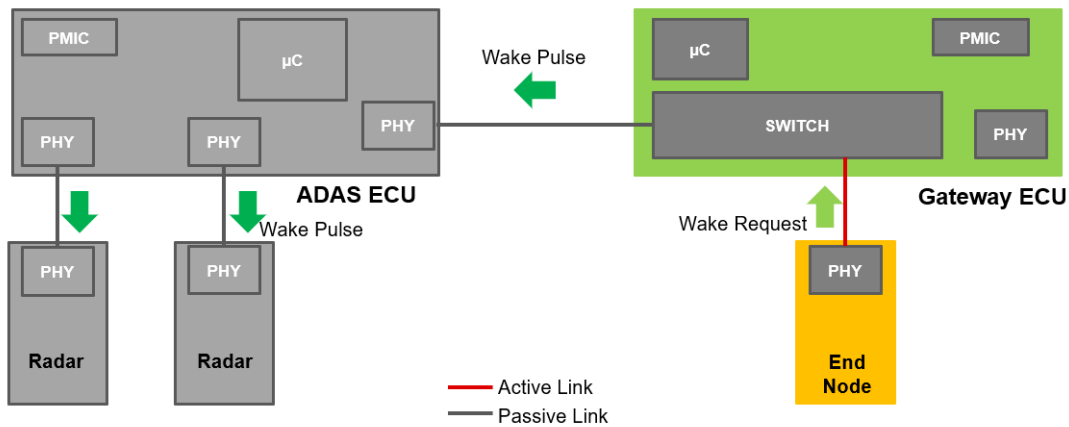 PMIC
µC
PHY
PHY
PHY
ADAS ECU
Wake Pulse
µC
PMIC
SWITCH
PHY
Gateway ECU
Wake Pulse
Wake Request
PHY
Radar
PHY
Radar
PHY
End
Node
Active Link
Passive Link